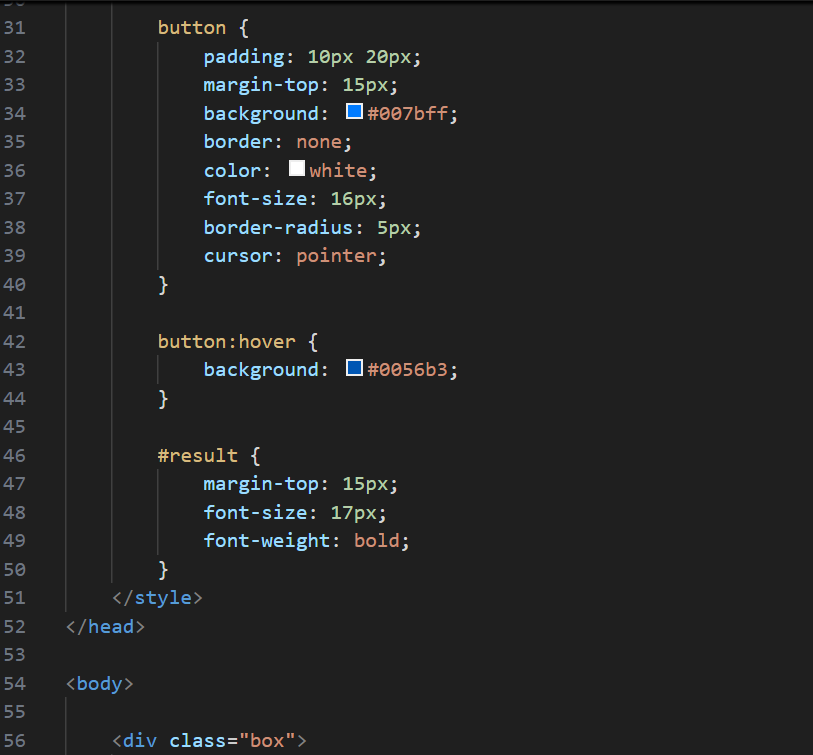 31 button {
32 padding: 10px 20px;
33 margin-top: 15px;
34 background: #007bff;
35 border: none;
36 color: white;
37 font-size: 16px;
38 border-radius: 5px;
39 cursor: pointer;
40 }
41
42 button:hover {
43 background: #0056b3;
44 }
45
46 #result {
47 margin-top: 15px;
48 font-size: 17px;
49 font-weight: bold;
50 }
51 </style>
52 </head>
53
54 <body>
55
56 <div class="box">